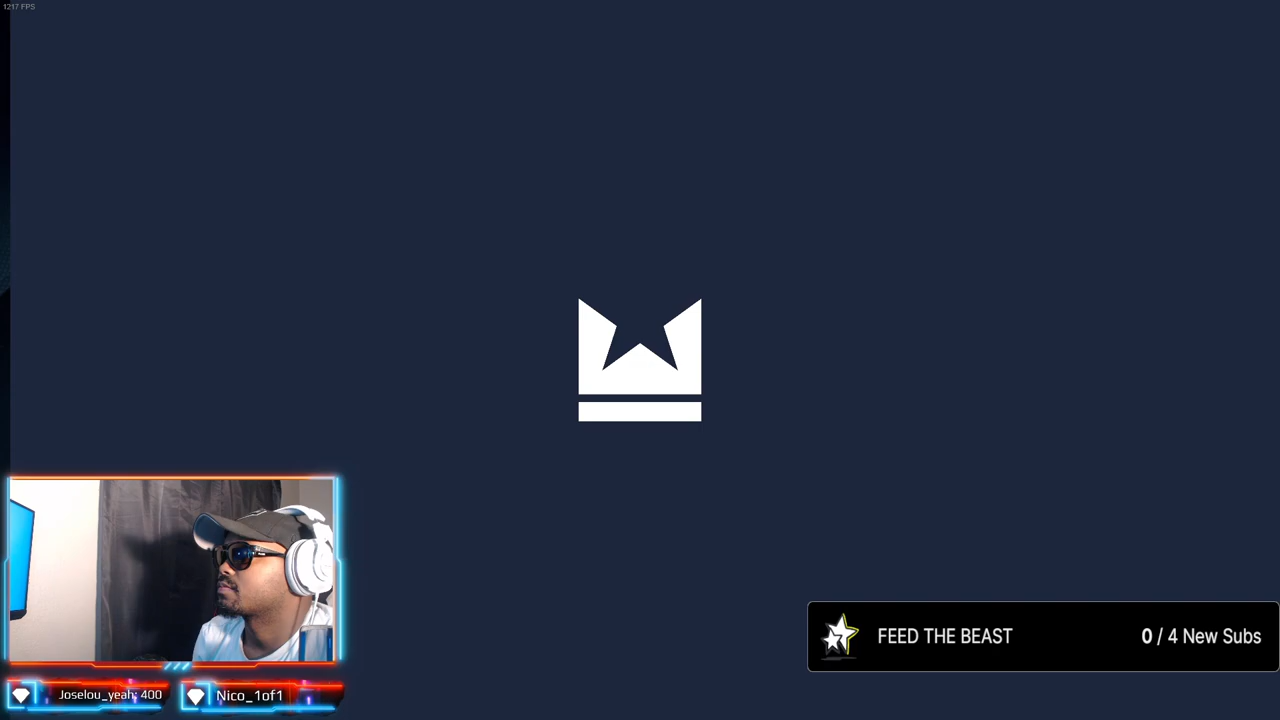 1217 FPS
FEED THE BEAST 0 / 4 New Subs
Joselou_yeah: 400
Nico_1of1